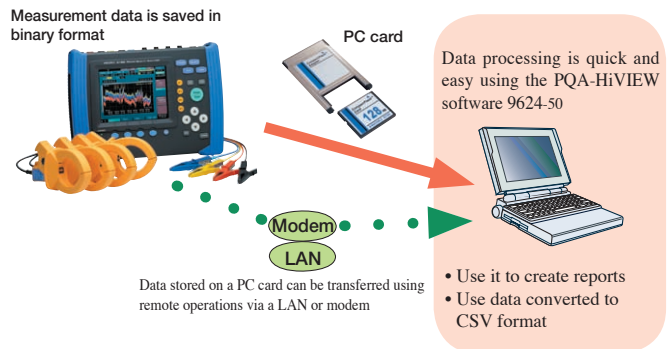 Measurement data is saved in
binary format
PC card
128
Data processing is quick and
easy using the PQA-HiVIEW
software 9624-50
Modem
LAN
Data stored on a PC card can be transferred using
remote operations via a LAN or modem
• Use it to create reports
• Use data converted to
CSV format